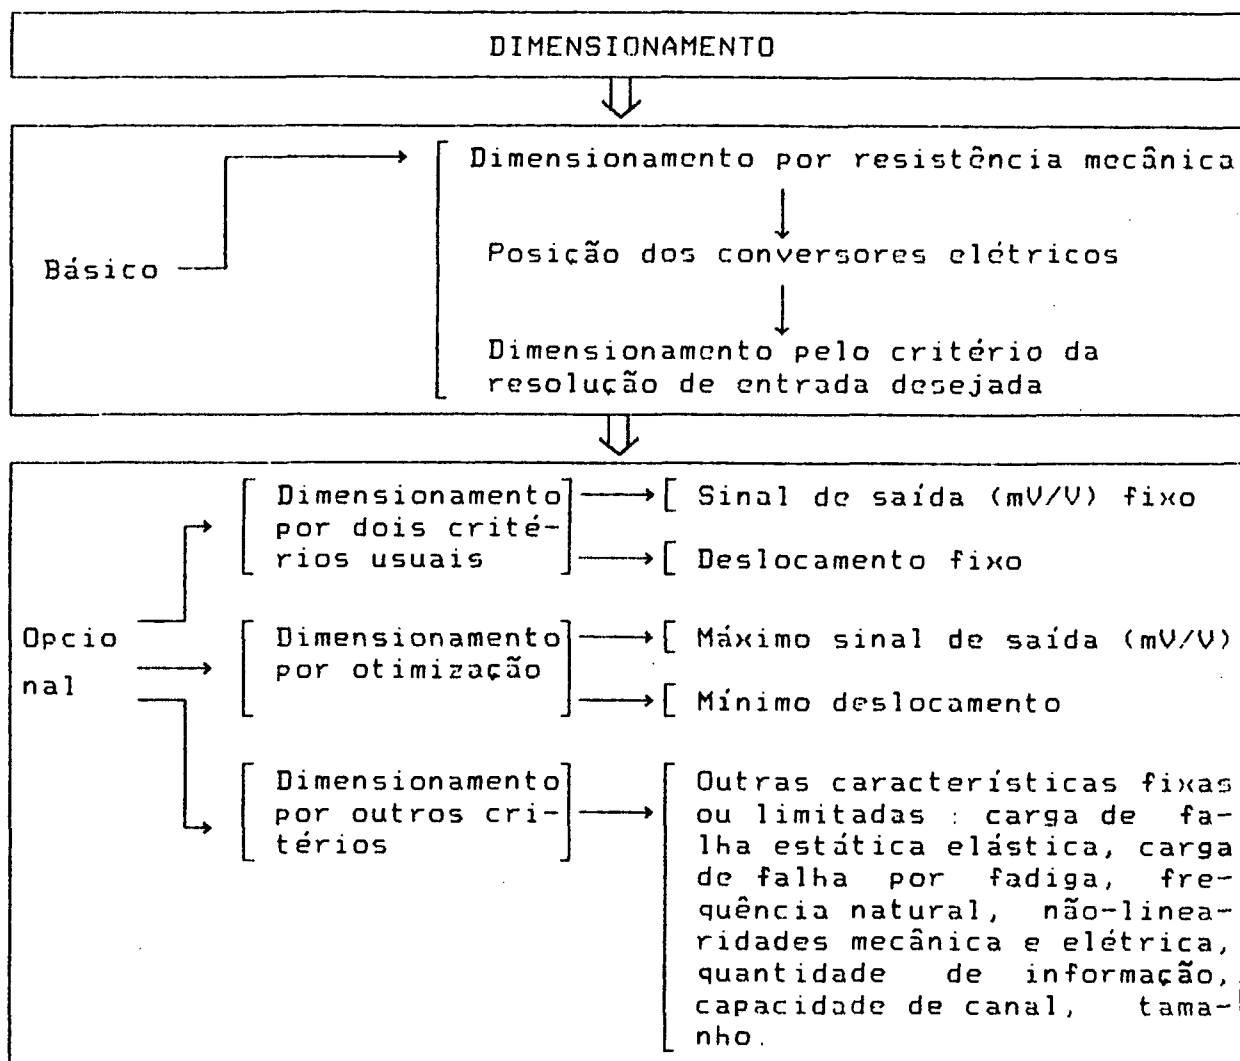 DIMENSIONAMENTO
Básico
Dimensionamento por resistência mecânica
Posição dos conversores elétricos
Dimensionamento pelo critério da
resolução de entrada desejada
Opcio
nal
Dimensionamento
por dois crité-
rios usuais
Sinal de saída (mV/V) fixo
Deslocamento fixo
Dimensionamento
por otimização
Máximo sinal de saída (mV/V)
Mínimo deslocamento
Dimensionamento
por outros cri-
térios
Outras características fixas
ou limitadas : carga de fa-
lha estática elástica, carga
de falha por fadiga, fre-
quência natural, não-linea-
ridades mecânica e elétrica,
quantidade de informação,
capacidade de canal, tama-
nho.